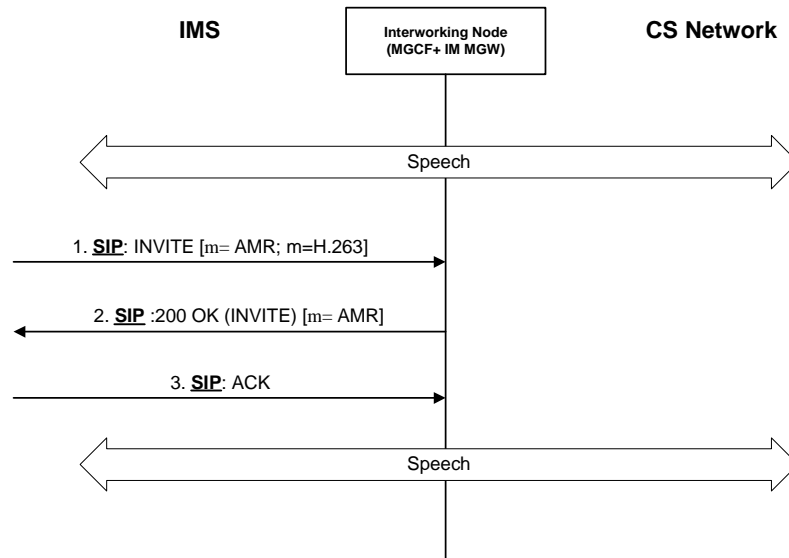 IMS
Interworking Node
(MGCF+ IM MGW)
CS Network
Speech
1. SIP: INVITE [m= AMR; m=H.263]
2. SIP :200 OK (INVITE) [m= AMR]
3. SIP: ACK
Speech